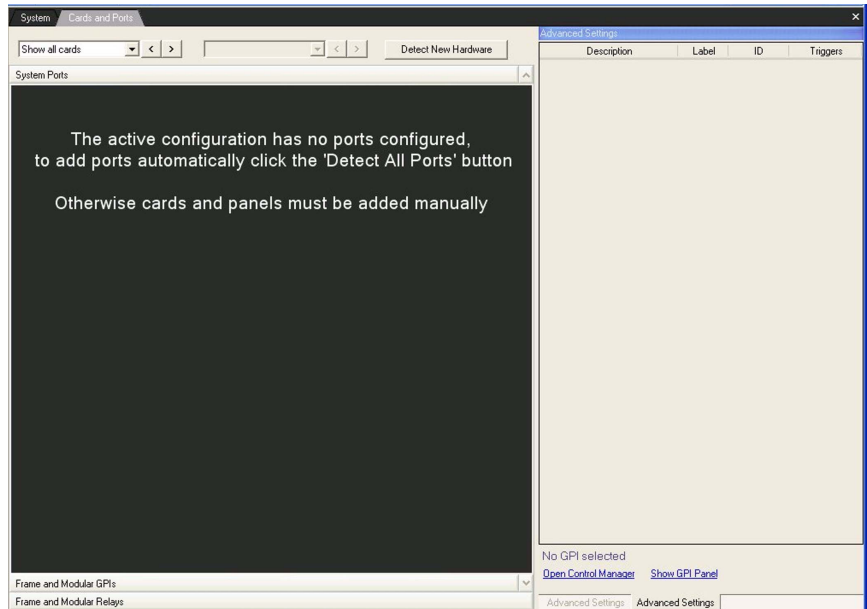 System Cards and Ports ×
Show all cards < > < > Detect New Hardware
System Ports
The active configuration has no ports configured,
to add ports automatically click the 'Detect All Ports' button
Otherwise cards and panels must be added manually
Frame and Modular GPIs
Frame and Modular Relays
Advanced Settings
Description Label ID Triggers
No GPI selected
Open Control Manager Show GPI Panel
Advanced Settings Advanced Settings